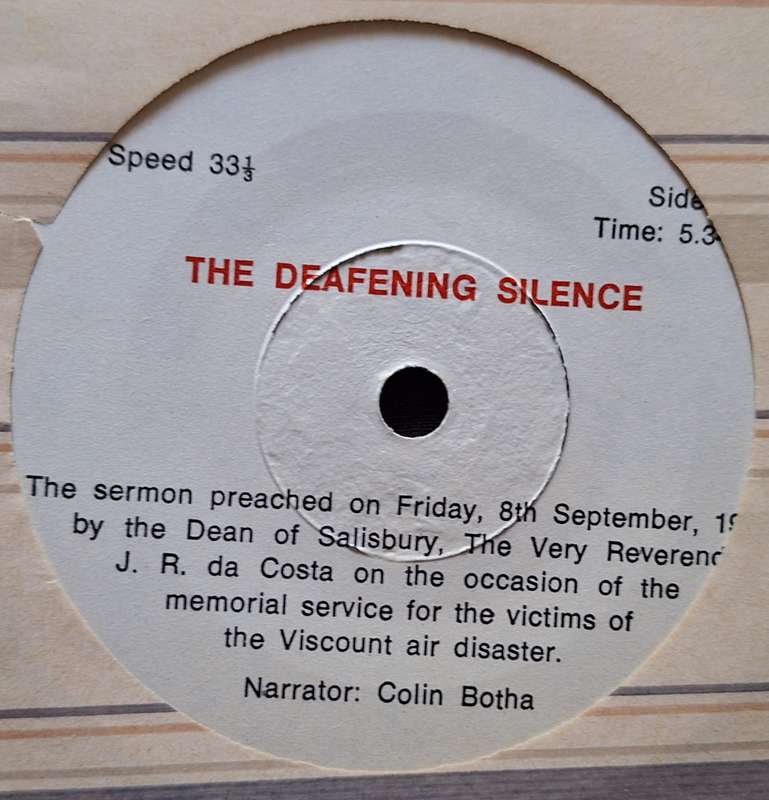 Speed 33⅓
Side
Time: 5.3
THE DEAFENING SILENCE
The sermon preached on Friday, 8th September, 19
by the Dean of Salisbury, The Very Reverend
J. R. da Costa on the occasion of the
memorial service for the victims of
the Viscount air disaster.
Narrator: Colin Botha